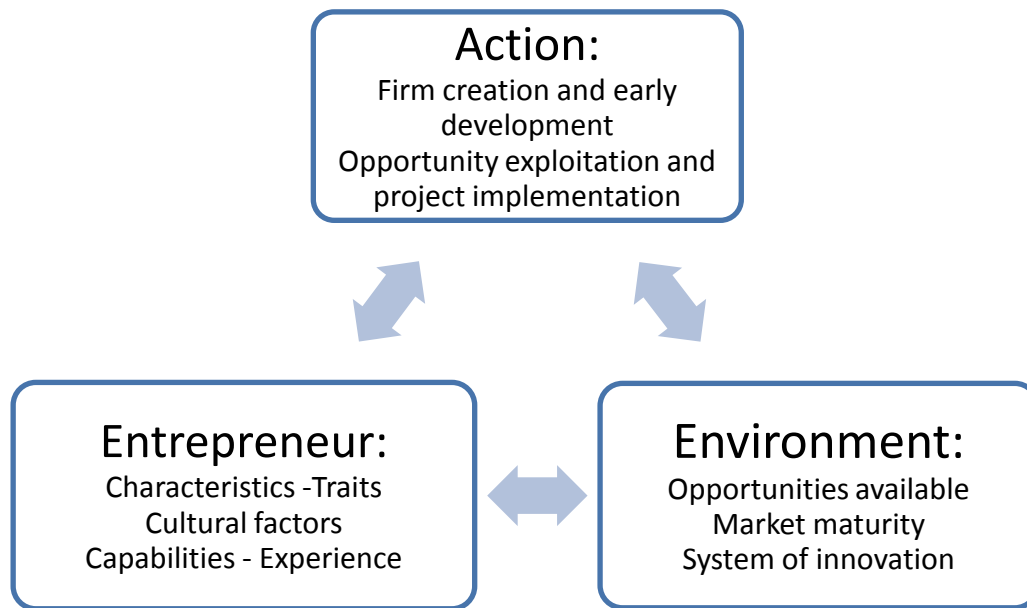 Action:
Firm creation and early
development
Opportunity exploitation and
project implementation
Entrepreneur:
Characteristics -Traits
Cultural factors
Capabilities - Experience
Environment:
Opportunities available
Market maturity
System of innovation